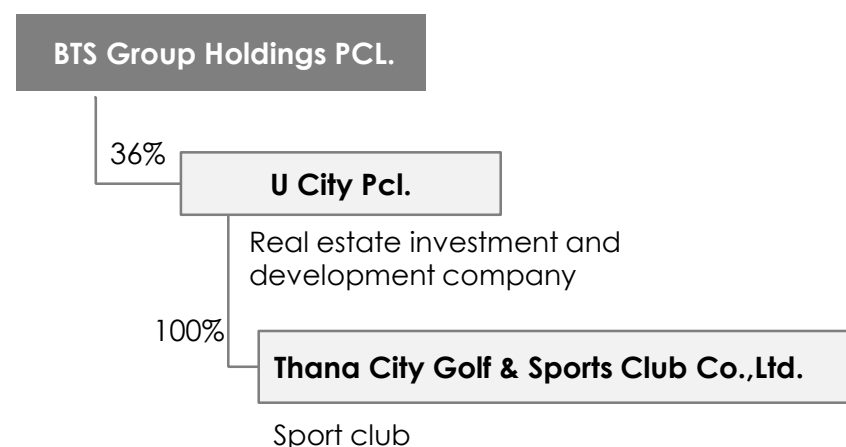 BTS Group Holdings PCL.
36%
U City Pcl.
Real estate investment and
development company
100%
Thana City Golf & Sports Club Co.,Ltd.
Sport club